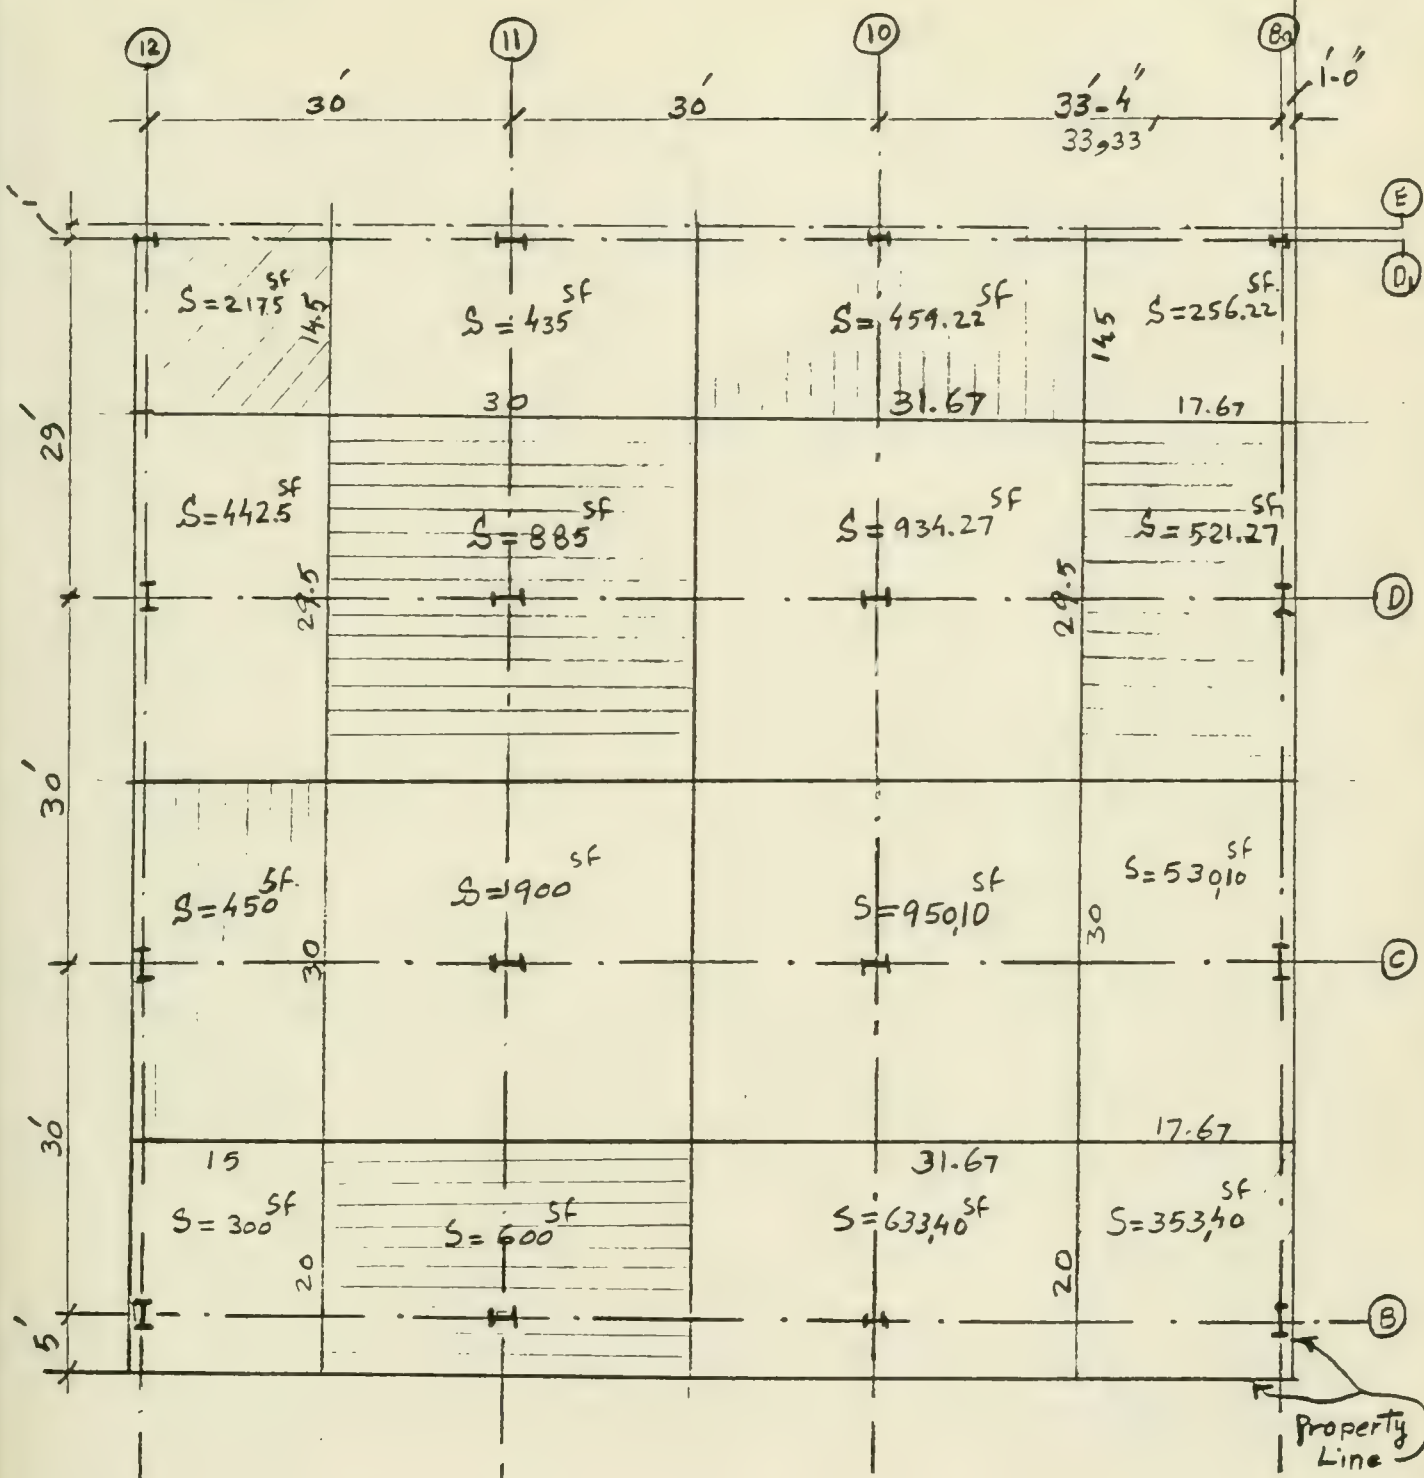 12 11 10 8a
30' 30' 33'-4" 1'-0"
33,33'
1'
E
D1
S=217.5 SF S=435 SF S=459.22 SF S=256.22 SF.
14.5 14.5
29'
30 31.67 17.67
S=442.5 SF S=885 SF S=934.27 SF S=521.27 SF
29.5 29.5
D
30'
S=450 SF. S=900 SF S=950,10 SF S=530,10 SF
30 30
C
30'
15 31.67 17.67
S=300 SF S=600 SF S=633,40 SF S=353,40 SF
20 20
B
5'
Property
Line